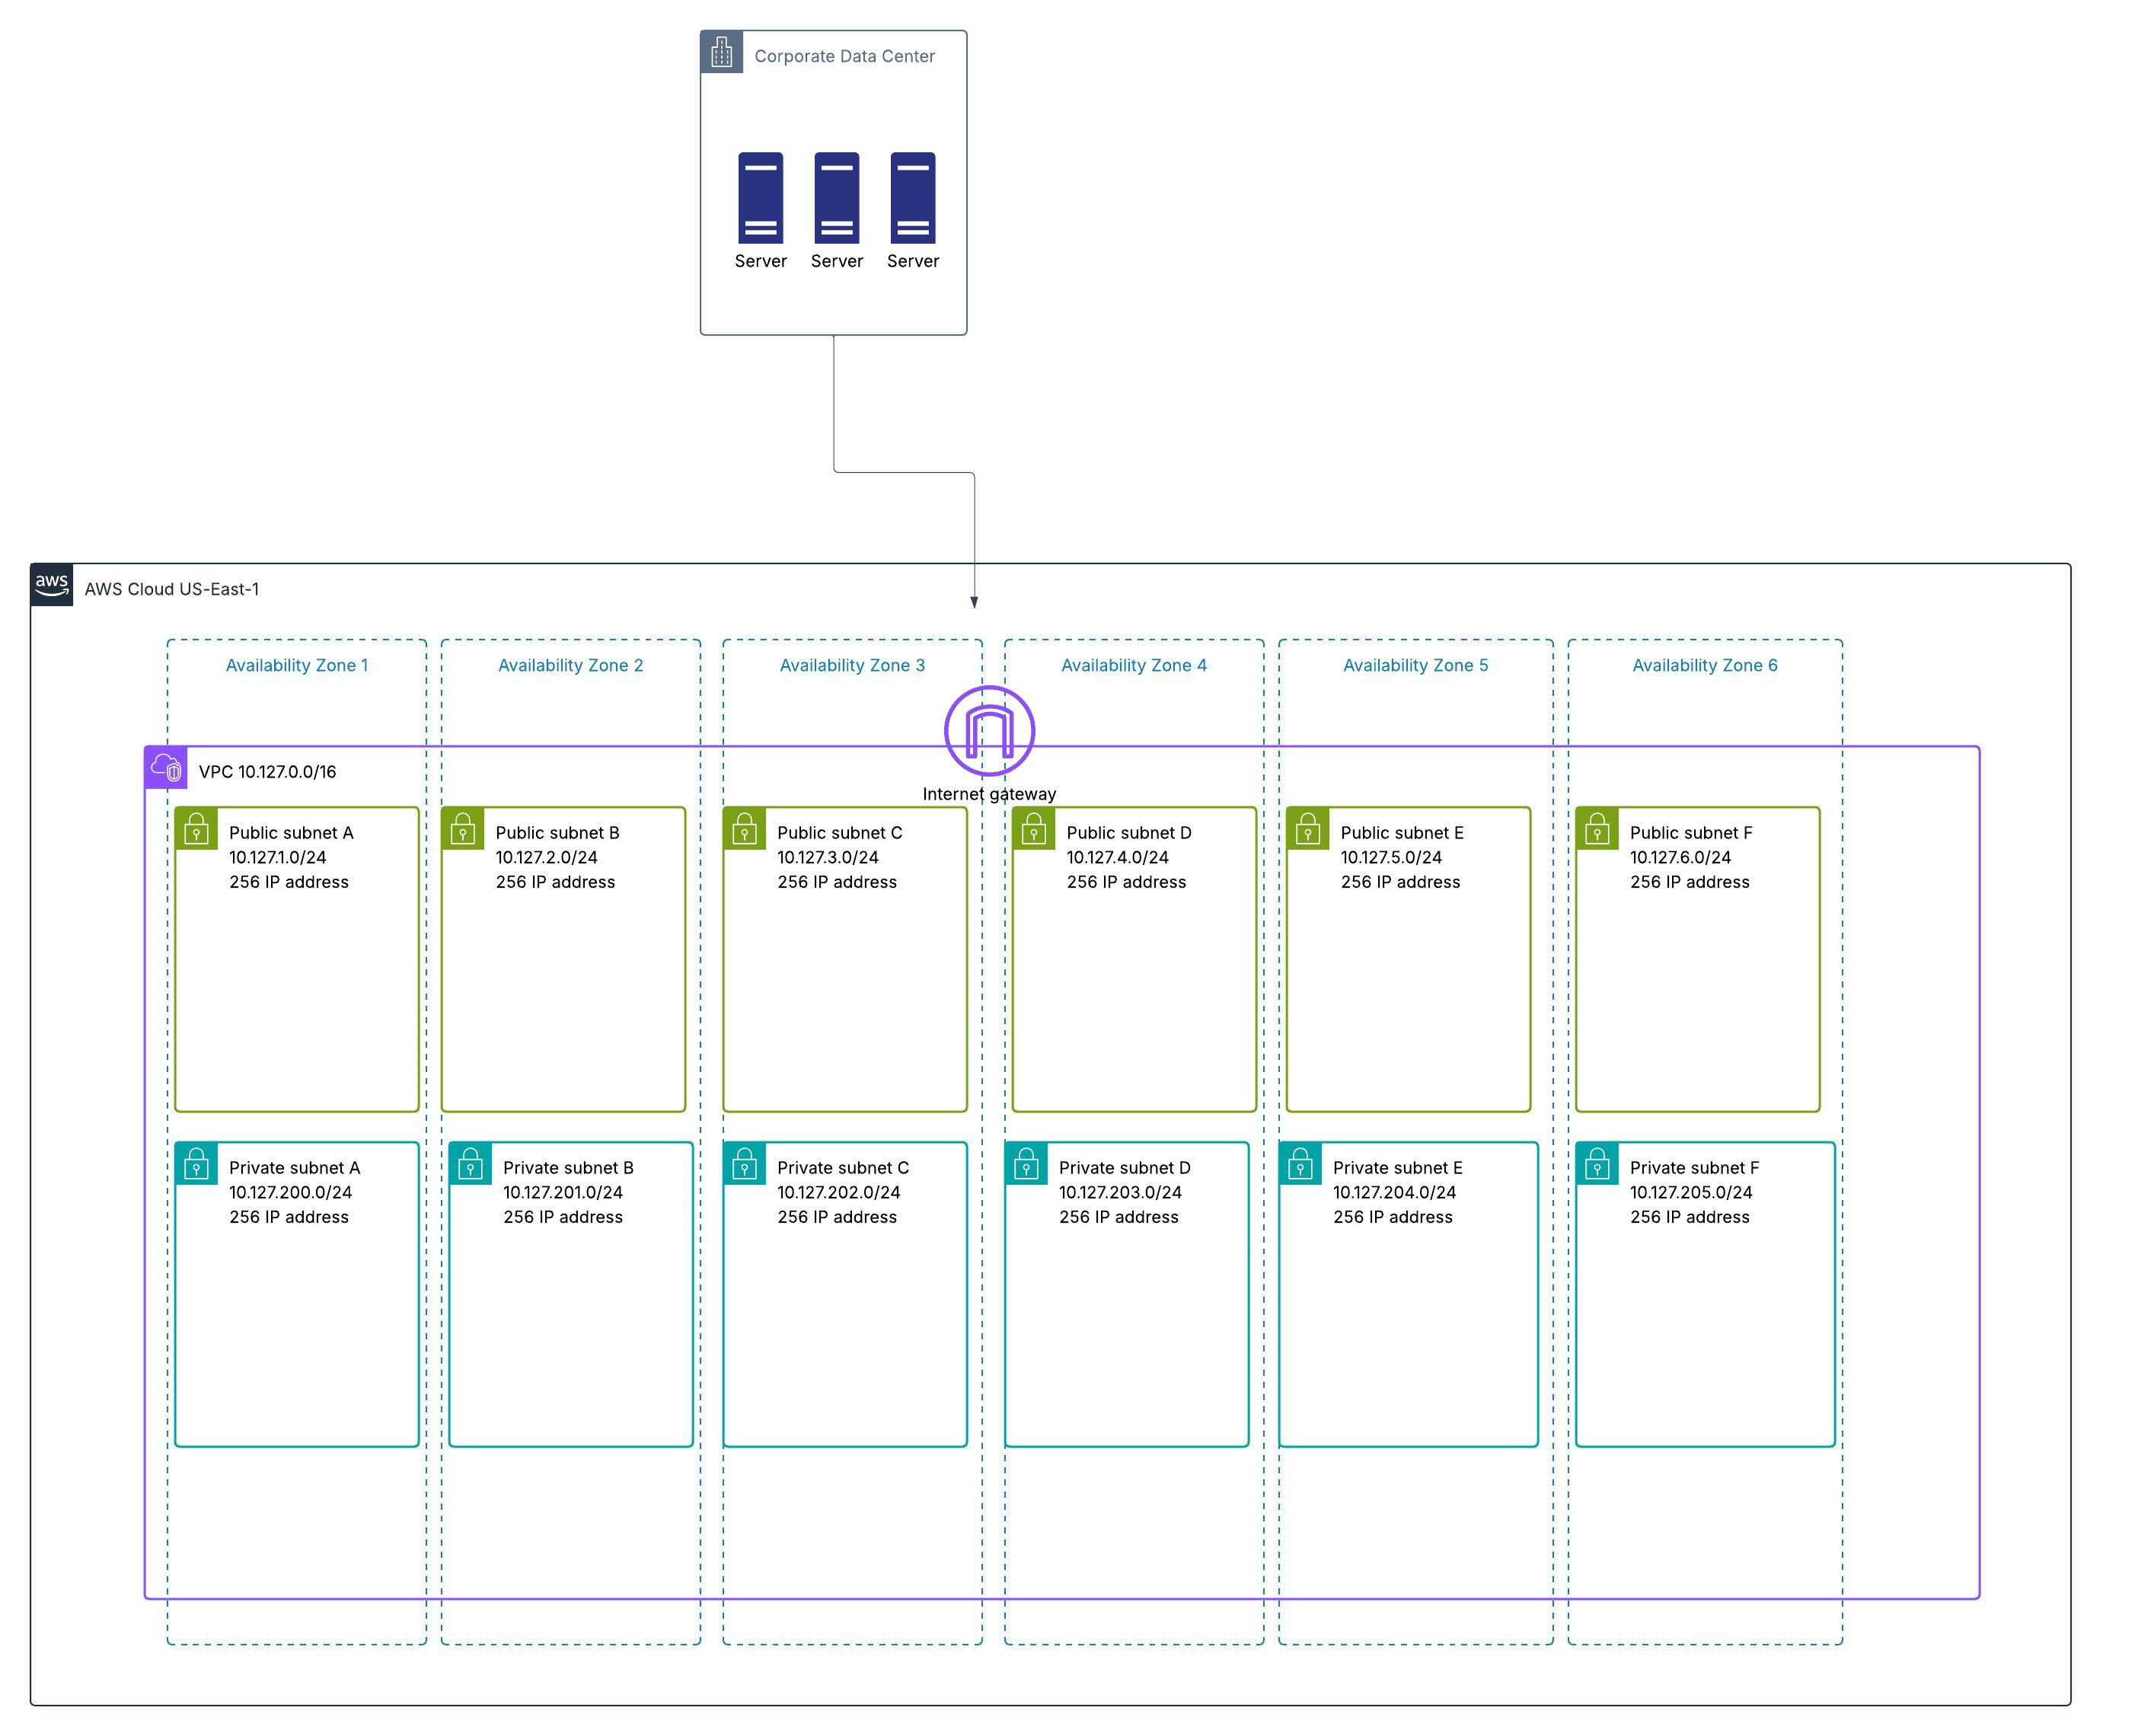 Corporate Data Center
Server
Server
Server
aws
AWS Cloud US-East-1
Availability Zone 1
Availability Zone 2
Availability Zone 3
Availability Zone 4
Availability Zone 5
Availability Zone 6
VPC 10.127.0.0/16
Internet gateway
Public subnet A
10.127.1.0/24
256 IP address
Public subnet B
10.127.2.0/24
256 IP address
Public subnet C
10.127.3.0/24
256 IP address
Public subnet D
10.127.4.0/24
256 IP address
Public subnet E
10.127.5.0/24
256 IP address
Public subnet F
10.127.6.0/24
256 IP address
Private subnet A
10.127.200.0/24
256 IP address
Private subnet B
10.127.201.0/24
256 IP address
Private subnet C
10.127.202.0/24
256 IP address
Private subnet D
10.127.203.0/24
256 IP address
Private subnet E
10.127.204.0/24
256 IP address
Private subnet F
10.127.205.0/24
256 IP address